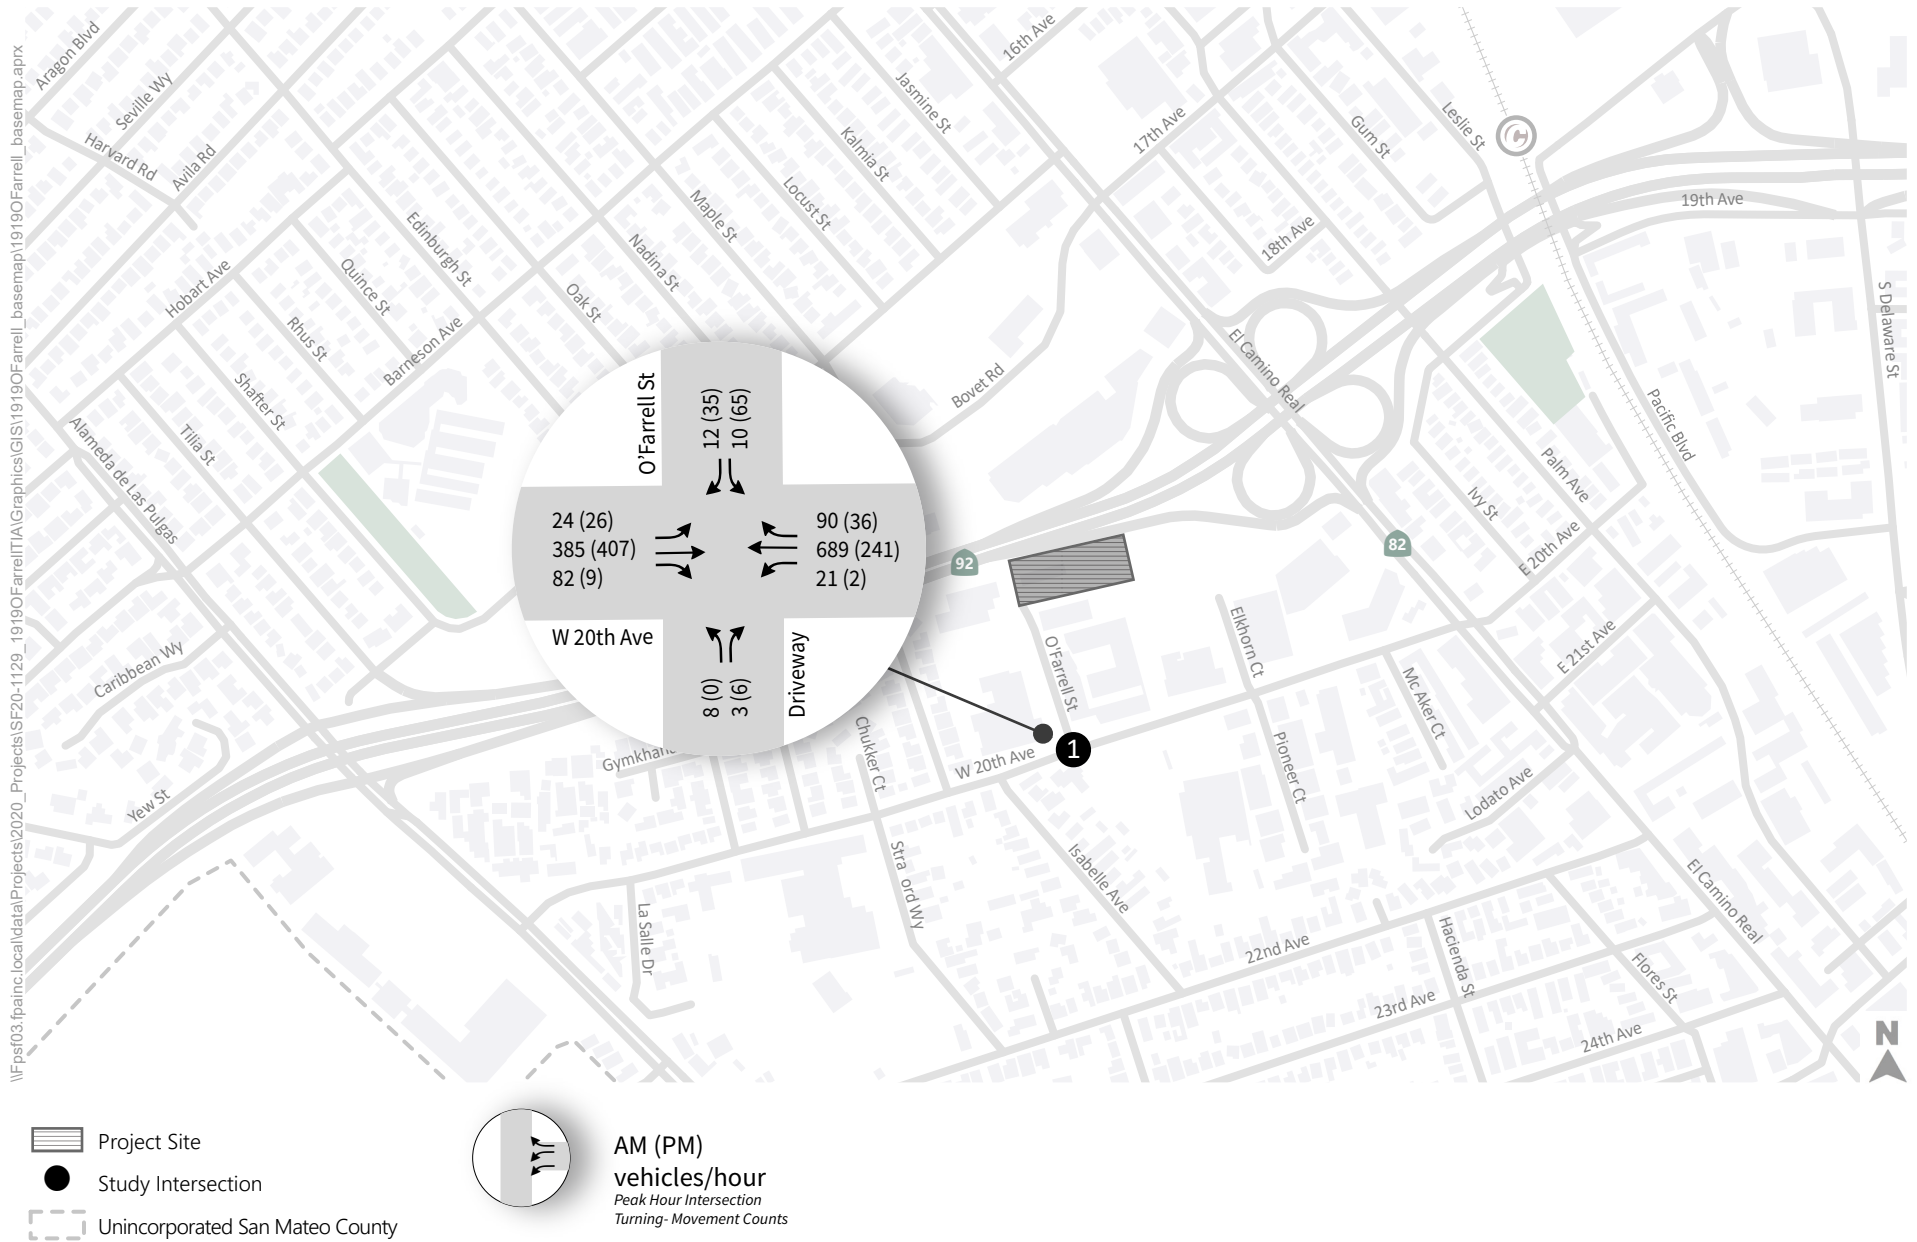 \\Fpsf03.fpainc.local\data\Projects\2020_Projects\SF20-1129_1919OFarrellTIA\Graphics\GIS\1919OFarrell_basemap\1919OFarrell_basemap.aprx
Aragon Blvd
Seville Wy
Harvard Rd
Avila Rd
16th Ave
Jasmine St
Kalmia St
Locust St
17th Ave
Gum St
Leslie St
19th Ave
18th Ave
Hobart Ave
Edinburgh St
Quince St
Maple St
Nadina St
Oak St
Rhus St
Barneson Ave
Shafter St
Tilia St
Alameda de Las Pulgas
Bovet Rd
El Camino Real
S Delaware St
Pacific Blvd
Palm Ave
Ivy St
E 20th Ave
E 21st Ave
92
82
O'Farrell St
12 (35)
10 (65)
24 (26)
385 (407)
82 (9)
90 (36)
689 (241)
21 (2)
W 20th Ave
8 (0)
3 (6)
Driveway
Caribbean Wy
Yew St
Gymkhan
Chukker Ct
W 20th Ave
O'Farrell St
1
Elkhorn Ct
Pioneer Ct
Mc Aker Ct
Lodato Ave
Stra ord Wy
Isabelle Ave
La Salle Dr
22nd Ave
23rd Ave
24th Ave
Hacienda St
Flores St
El Camino Real
N
Project Site
Study Intersection
Unincorporated San Mateo County
AM (PM)
vehicles/hour
Peak Hour Intersection
Turning- Movement Counts